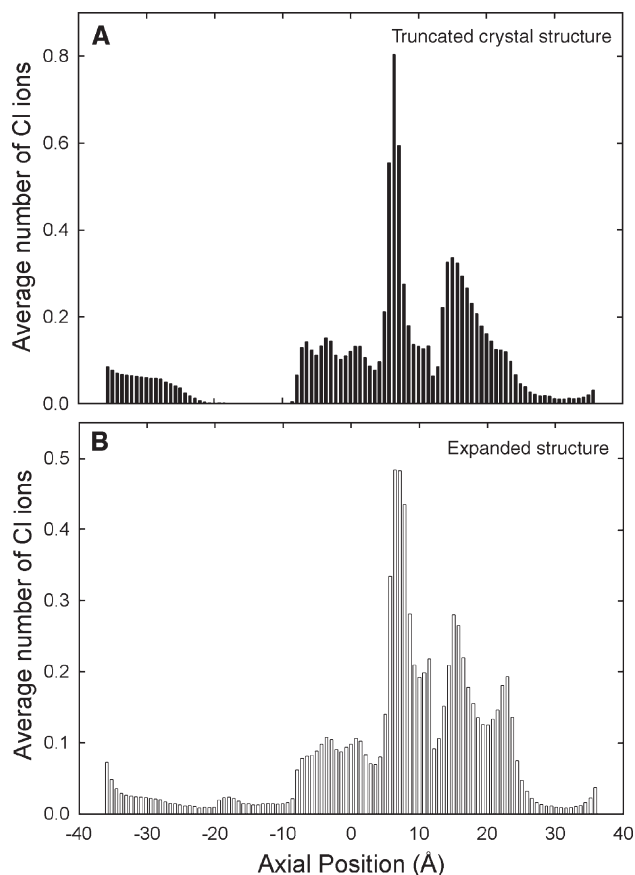 A
Truncated crystal structure
Average number of Cl ions
0.8
0.6
0.4
0.2
0.0
B
Expanded structure
Average number of Cl ions
0.5
0.4
0.3
0.2
0.1
0.0
-40 -30 -20 -10 0 10 20 30 40
Axial Position (Å)